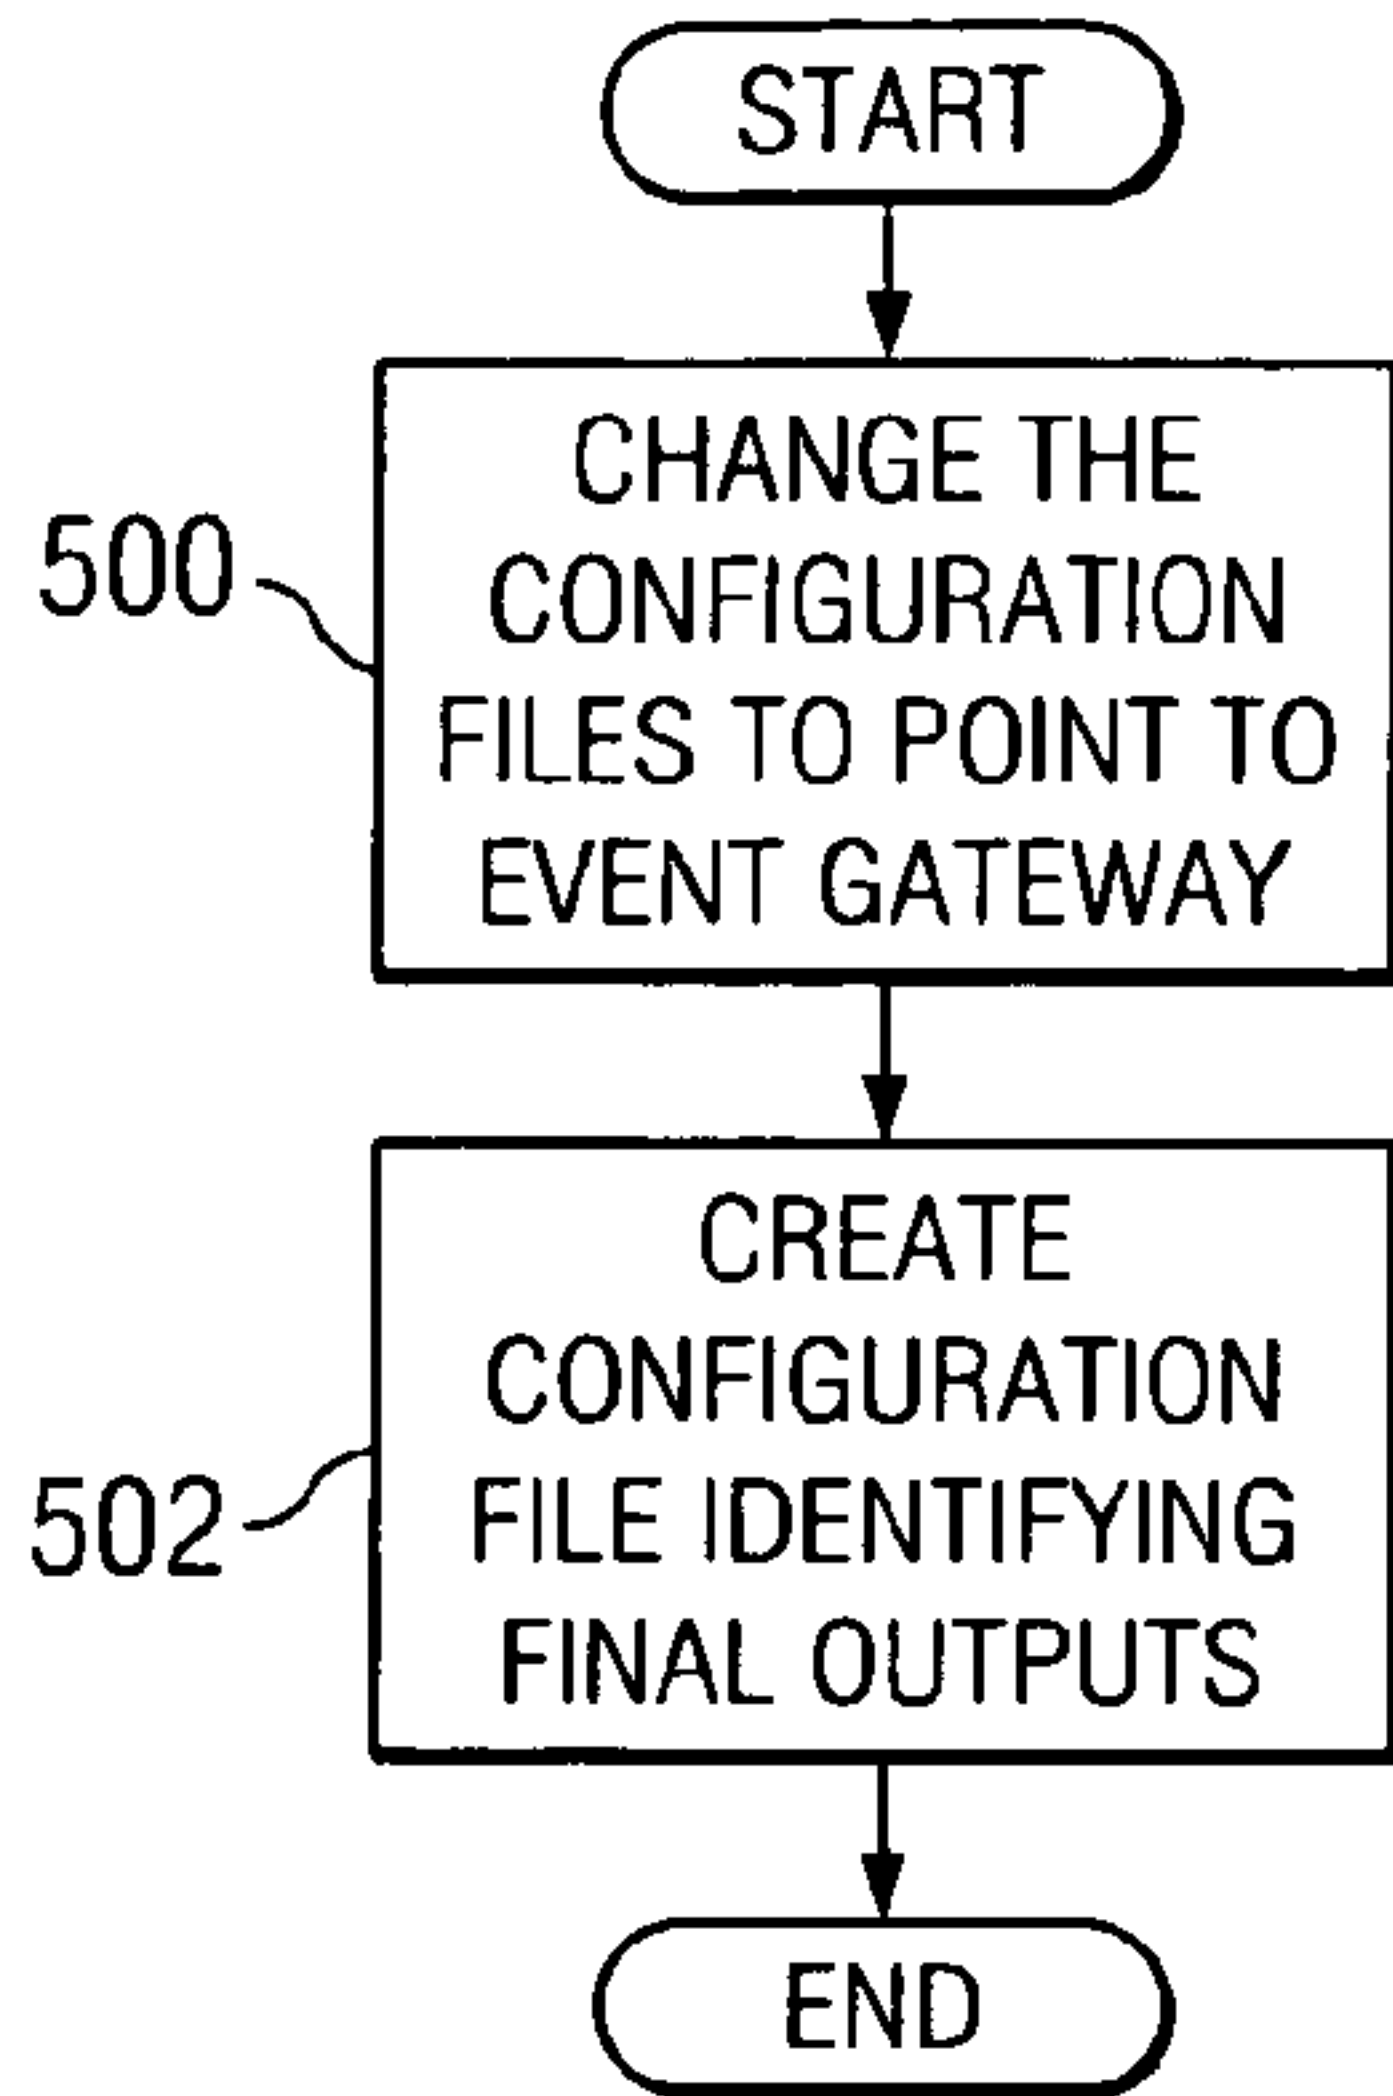 START
500
CHANGE THE
CONFIGURATION
FILES TO POINT TO
EVENT GATEWAY
502
CREATE
CONFIGURATION
FILE IDENTIFYING
FINAL OUTPUTS
END